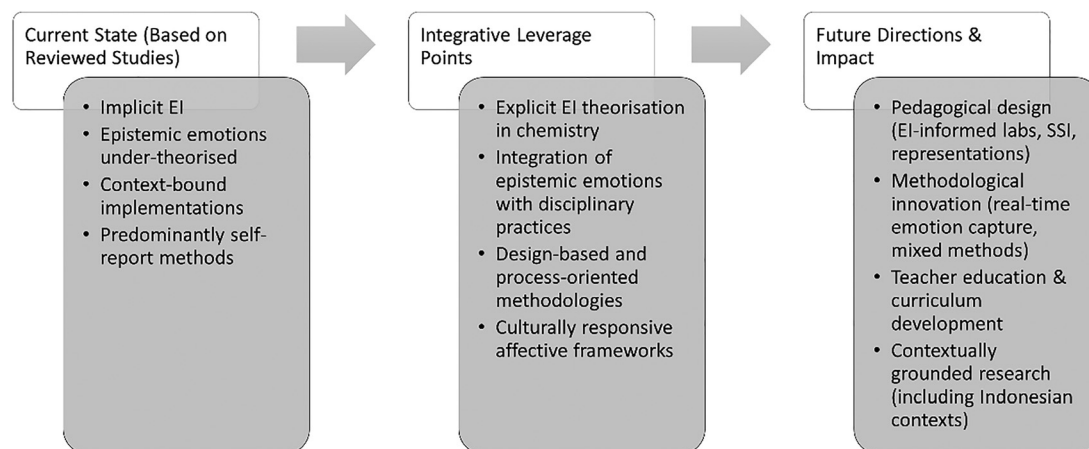 Current State (Based on
Reviewed Studies)
• Implicit EI
• Epistemic emotions
under-theorised
• Context-bound
implementations
• Predominantly self-
report methods
Integrative Leverage
Points
• Explicit EI theorisation
in chemistry
• Integration of
epistemic emotions
with disciplinary
practices
• Design-based and
process-oriented
methodologies
• Culturally responsive
affective frameworks
Future Directions &
Impact
• Pedagogical design
(EI-informed labs, SSI,
representations)
• Methodological
innovation (real-time
emotion capture,
mixed methods)
• Teacher education &
curriculum
development
• Contextually
grounded research
(including Indonesian
contexts)